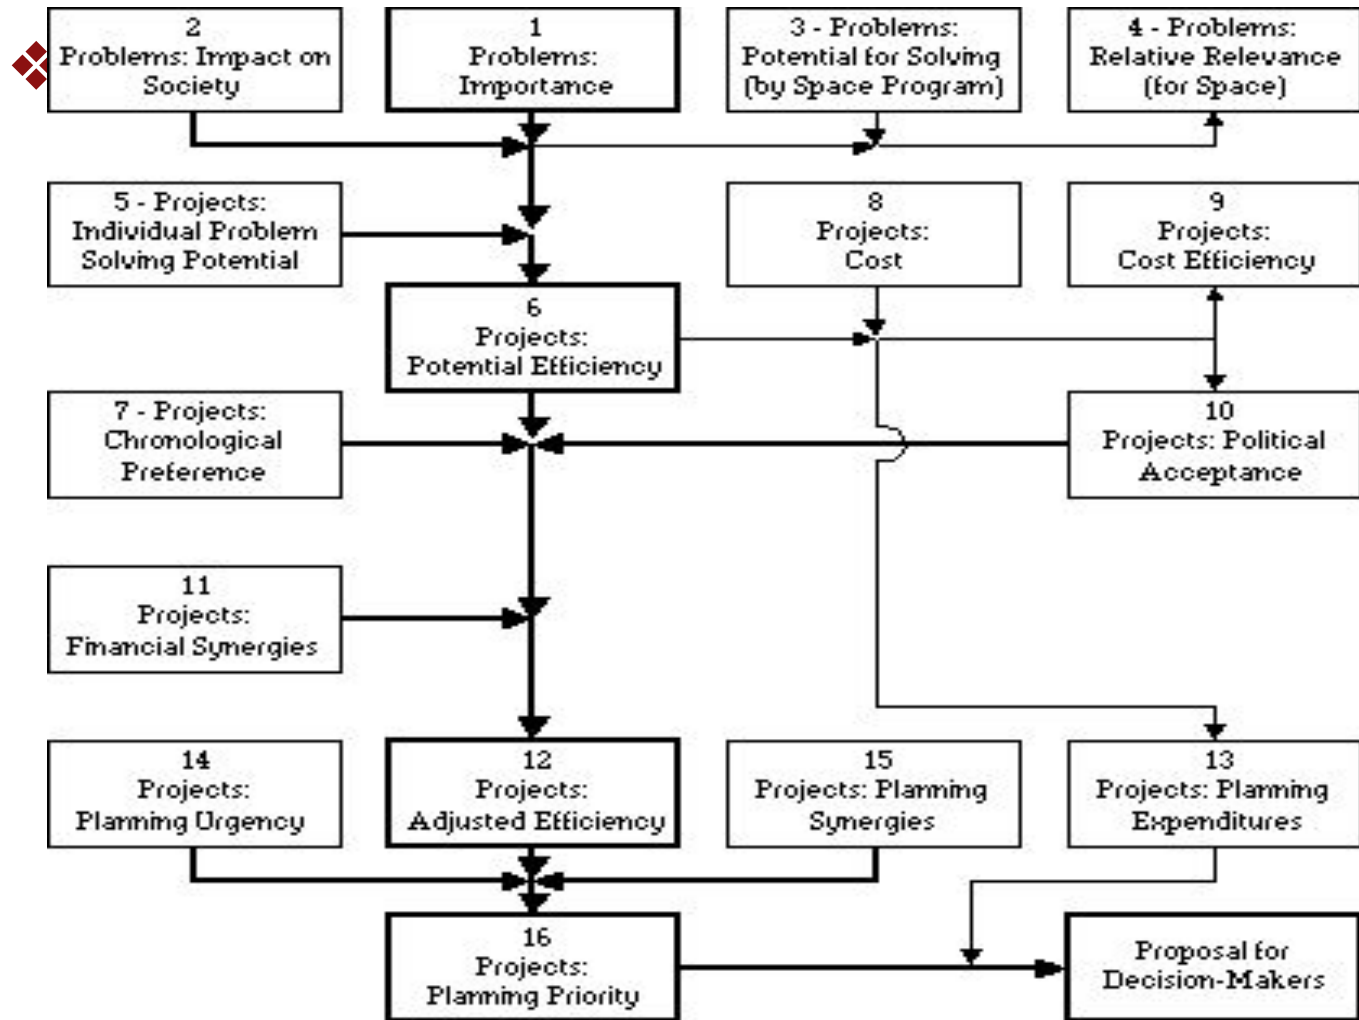 2
Problems: Impact on
Society
1
Problems:
Importance
3 - Problems:
Potential for Solving
(by Space Program)
4 - Problems:
Relative Relevance
(for Space)
5 - Projects:
Individual Problem
Solving Potential
8
Projects:
Cost
9
Projects:
Cost Efficiency
6
Projects:
Potential Efficiency
7 - Projects:
Chronological
Preference
10
Projects: Political
Acceptance
11
Projects:
Financial Synergies
14
Projects:
Planning Urgency
12
Projects:
Adjusted Efficiency
15
Projects: Planning
Synergies
13
Projects: Planning
Expenditures
16
Projects:
Planning Priority
Proposal for
Decision-Makers